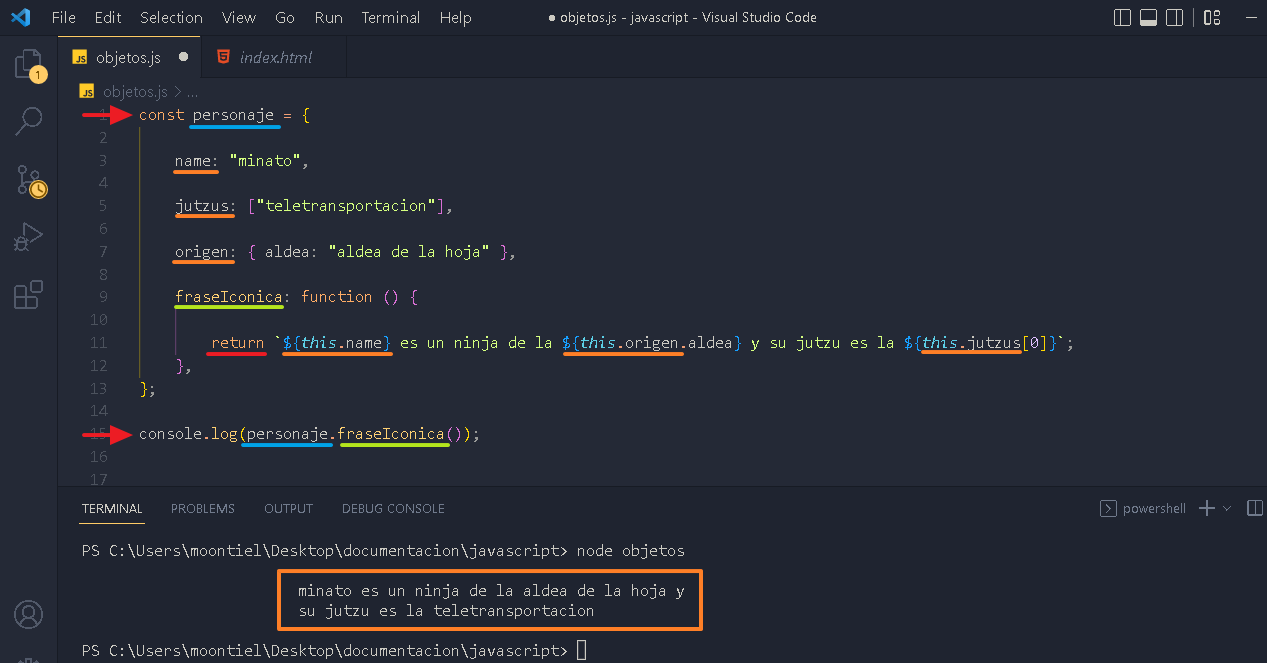 File Edit Selection View Go Run Terminal Help ● objetos.js - javascript - Visual Studio Code
JS objetos.js ● index.html
1
JS objetos.js > ...
1 const personaje = {
2
3 name: "minato",
4
5 jutzus: ["teletransportacion"],
6
7 origen: { aldea: "aldea de la hoja" },
8
9 fraseIconica: function () {
10
11 return `${this.name} es un ninja de la ${this.origen.aldea} y su jutzu es la ${this.jutzus[0]}`;
12 },
13 };
14
15 console.log(personaje.fraseIconica());
16
17
TERMINAL PROBLEMS OUTPUT DEBUG CONSOLE powershell
PS C:\Users\moontiel\Desktop\documentacion\javascript> node objetos
minato es un ninja de la aldea de la hoja y
su jutzu es la teletransportacion
PS C:\Users\moontiel\Desktop\documentacion\javascript>